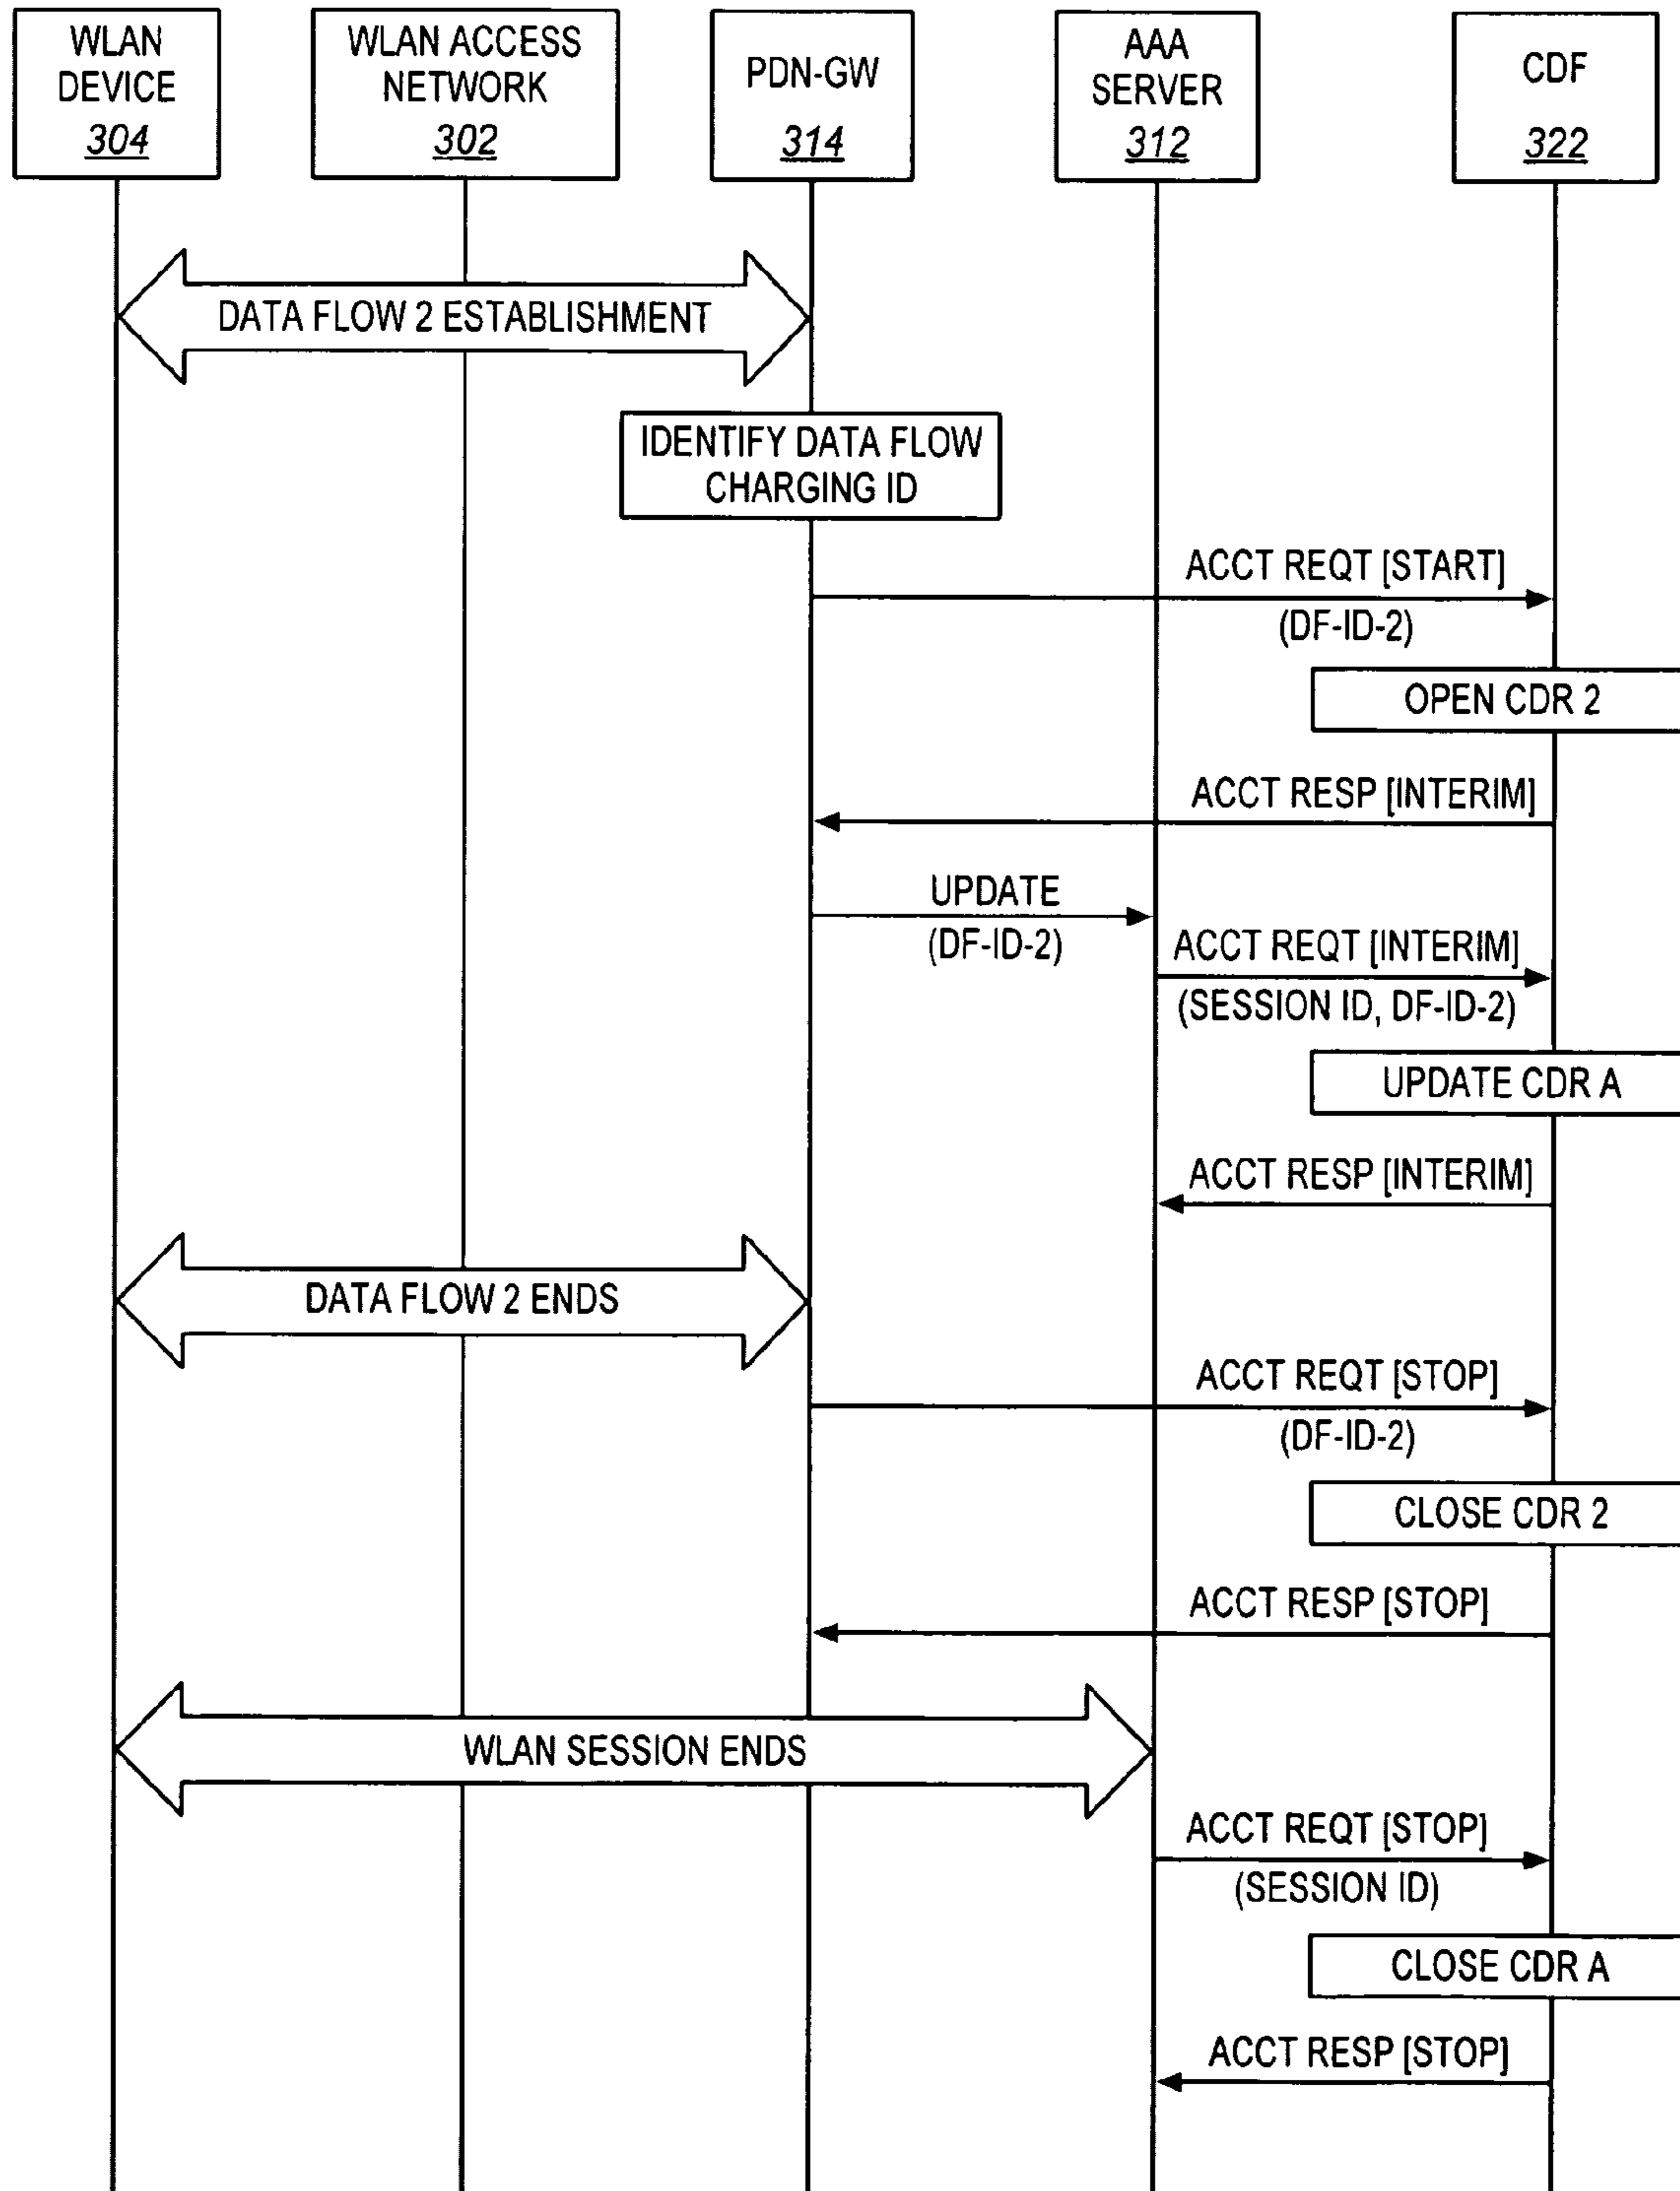 WLAN
DEVICE
304
WLAN ACCESS
NETWORK
302
PDN-GW
314
AAA
SERVER
312
CDF
322
DATA FLOW 2 ESTABLISHMENT
IDENTIFY DATA FLOW
CHARGING ID
ACCT REQT [START]
(DF-ID-2)
OPEN CDR 2
ACCT RESP [INTERIM]
UPDATE
(DF-ID-2)
ACCT REQT [INTERIM]
(SESSION ID, DF-ID-2)
UPDATE CDR A
ACCT RESP [INTERIM]
DATA FLOW 2 ENDS
ACCT REQT [STOP]
(DF-ID-2)
CLOSE CDR 2
ACCT RESP [STOP]
WLAN SESSION ENDS
ACCT REQT [STOP]
(SESSION ID)
CLOSE CDR A
ACCT RESP [STOP]